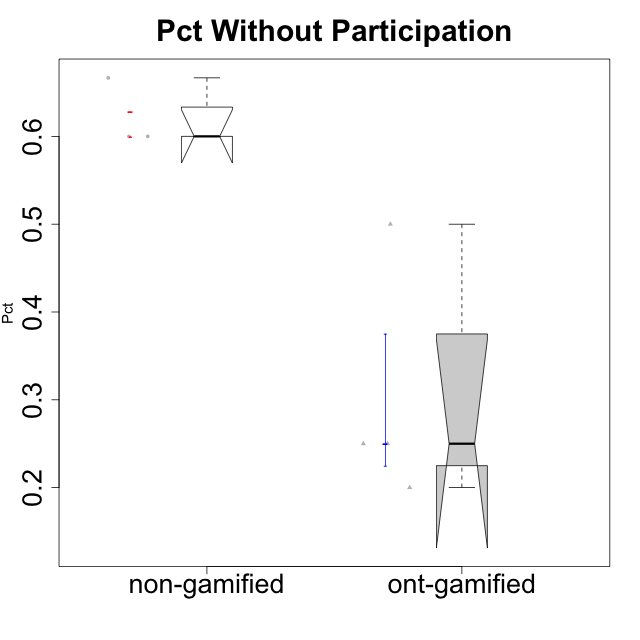 Pct Without Participation
Pct
0.6
0.5
0.4
0.3
0.2
non-gamified
ont-gamified